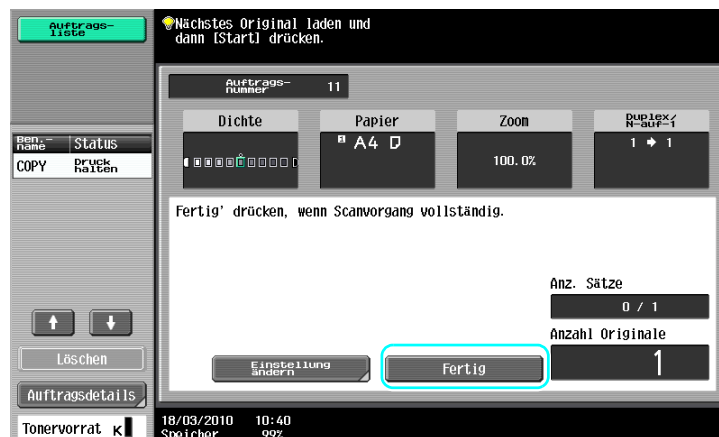 Auftrags-
liste
Nächstes Original laden und
dann [Start] drücken.
Auftrags-
nummer
11
Dichte
Papier
Zoom
Duplex/
N-auf-1
A4
100.0%
1 → 1
Ben.-
name
Status
COPY
Druck
halten
Fertig' drücken, wenn Scanvorgang vollständig.
Anz. Sätze
0 / 1
Anzahl Originale
1
Einstellung
ändern
Fertig
Löschen
Auftragsdetails
Tonervorrat K
18/03/2010 10:40
Speicher 99%